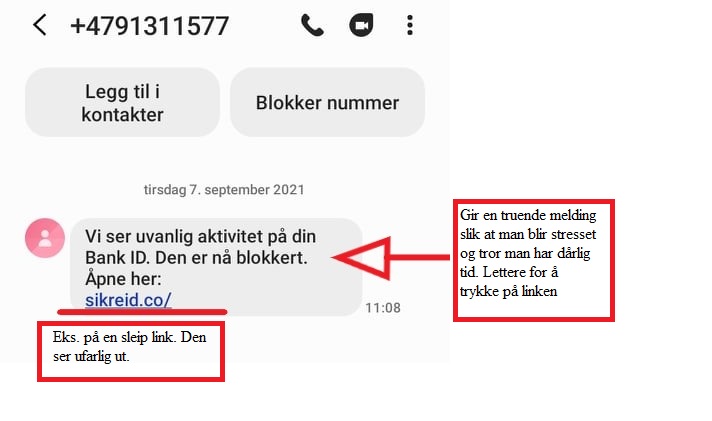 +4791311577
Legg til i
kontakter
Blokker nummer
tirsdag 7. september 2021
Vi ser uvanlig aktivitet på din
Bank ID. Den er nå blokkert.
Åpne her:
sikreid.co/
11:08
Gir en truende melding
slik at man blir stresset
og tror man har dårlig
tid. Lettere for å
trykke på linken
Eks. på en sleip link. Den
ser ufarlig ut.